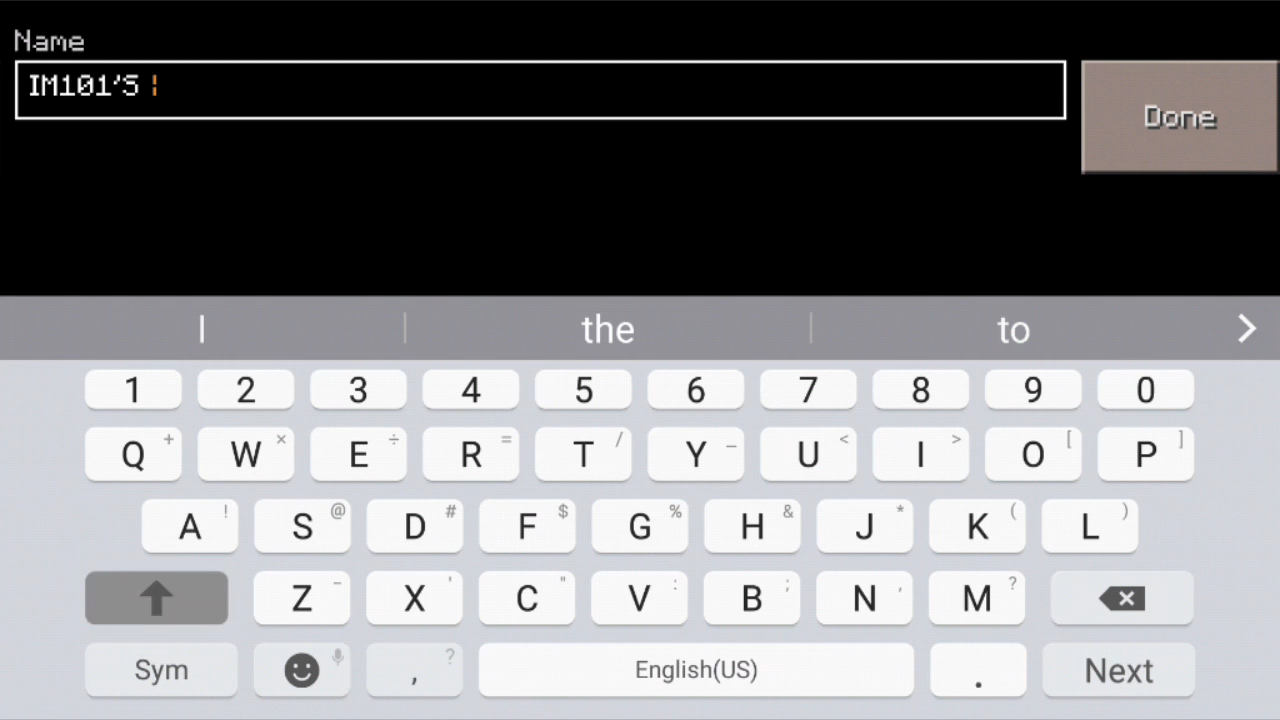 Name
IM101'S
Done
I the to
1 2 3 4 5 6 7 8 9 0
Q + W × E ÷ R = T / Y _ U < I > O [ P ]
A ! S @ D # F $ G % H & J * K ( L )
Z - X ' C " V : B ; N , M ?
Sym , ? English(US) . Next